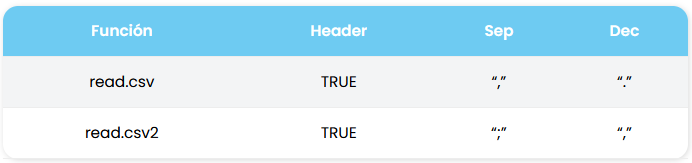 Función Header Sep Dec
read.csv TRUE “,” “.”
read.csv2 TRUE “;” “,”